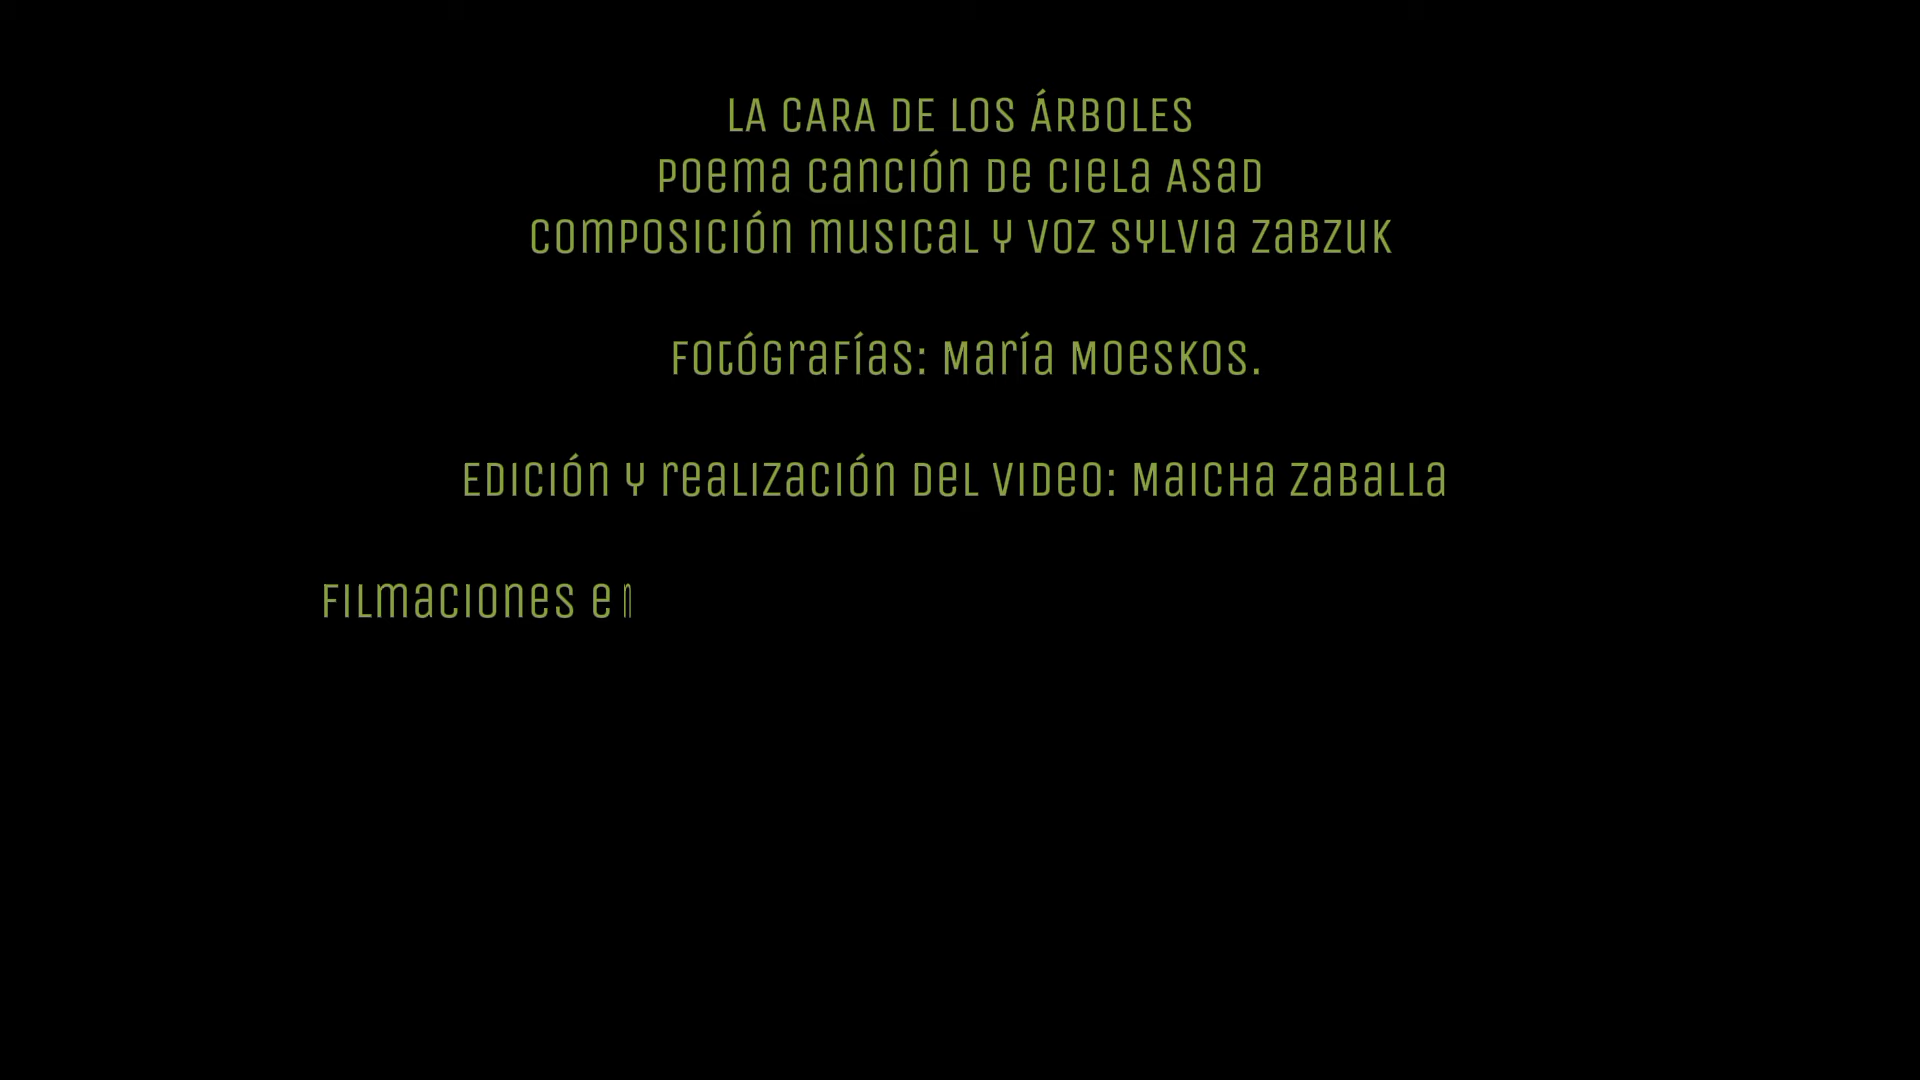 LA CARA DE LOS ÁRBOLES
Poema canción de Ciela Asad
Composición musical y voz Sylvia Zabzuk
Fotógrafías: María Moeskos.
Edición y realización del video: Maicha Zaballa
Filmaciones en